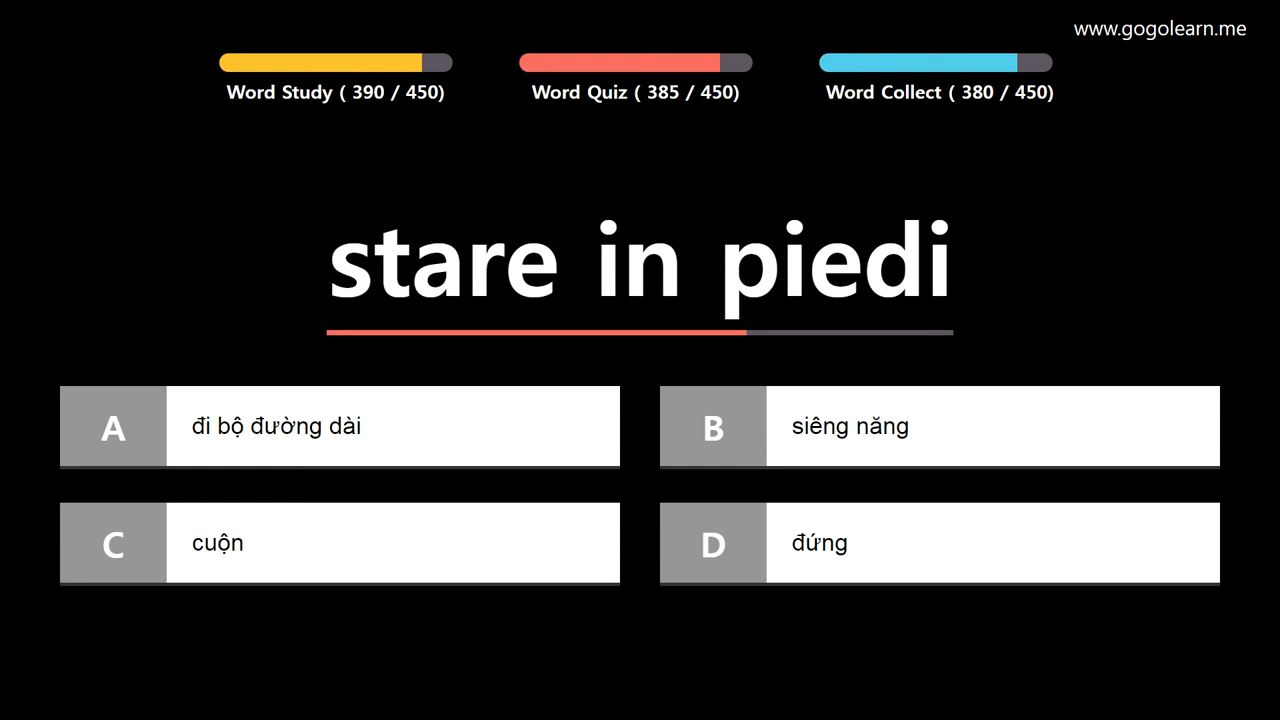 www.gogolearn.me
Word Study ( 390 / 450)
Word Quiz ( 385 / 450)
Word Collect ( 380 / 450)
stare in piedi
A
đi bộ đường dài
B
siêng năng
C
cuộn
D
đứng